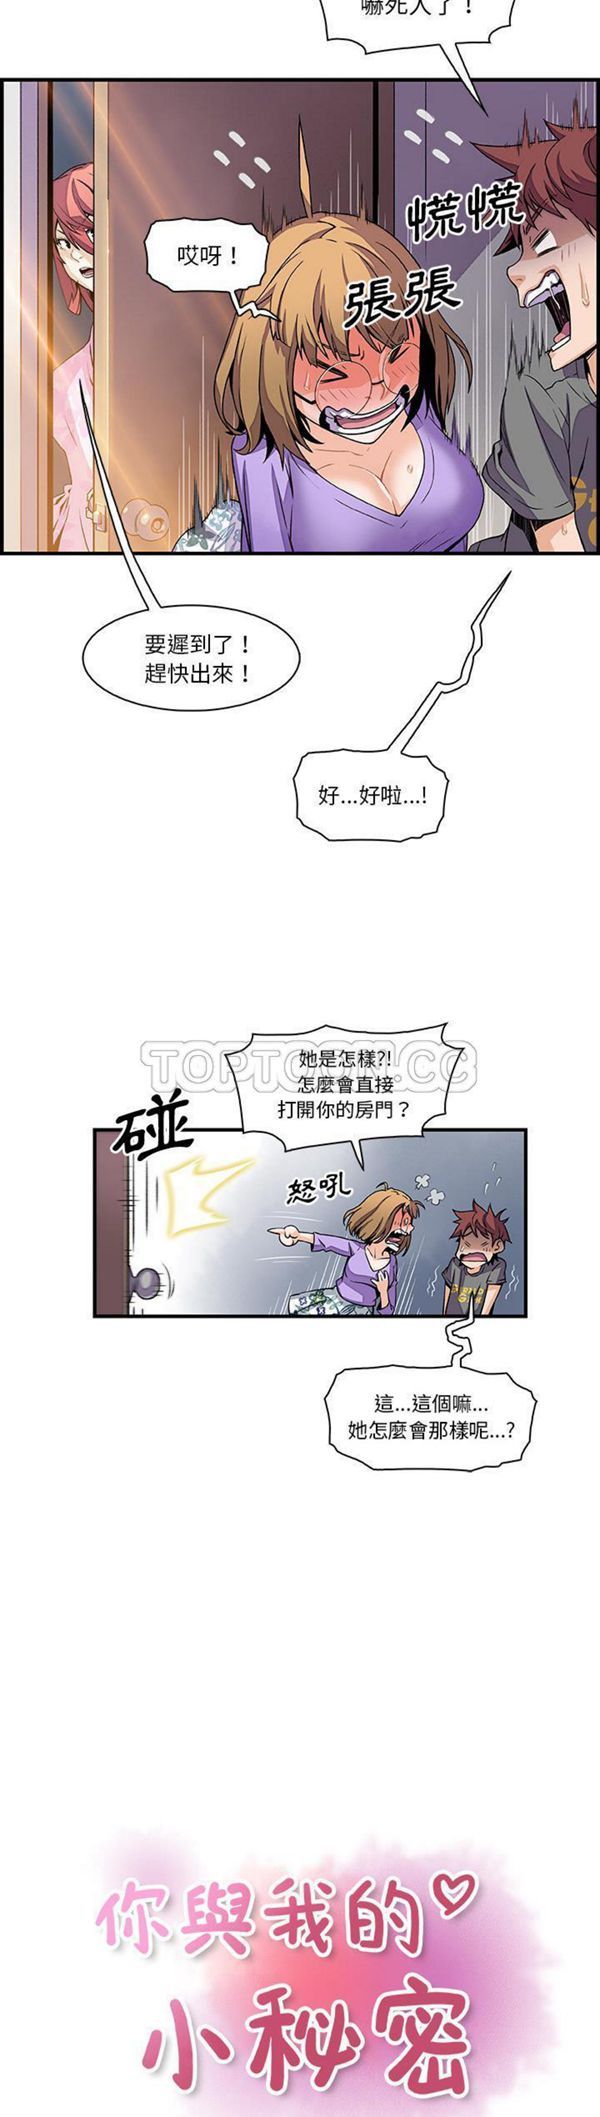 嚇死人了！
慌慌
張張
哎呀！
要遲到了！
趕快出來！
好...好啦...!
她是怎樣?!
怎麼會直接
打開你的房門？
TOPTOON.CC
碰
怒吼
這...這個嘛...
她怎麼會那樣呢...?
你與我的♡
小秘密